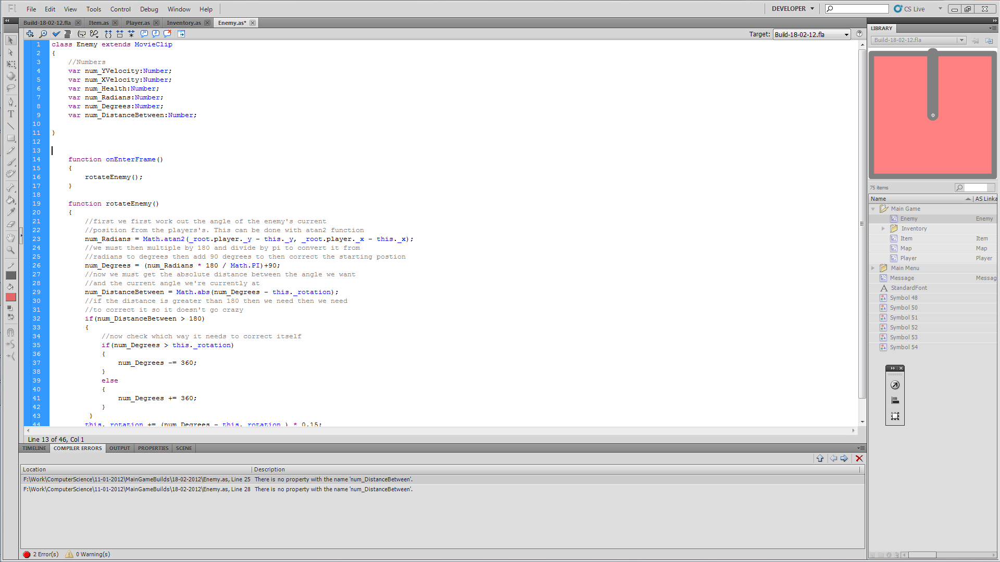 Fl File Edit View Tools Control Debug Window Help DEVELOPER CS Live
Build-18-02-12.fla Item.as Player.as Inventory.as Enemy.as*
Target: Build-18-02-12.fla
1 class Enemy extends MovieClip
2 {
3 //Numbers
4 var num_YVelocity:Number;
5 var num_XVelocity:Number;
6 var num_Health:Number;
7 var num_Radians:Number;
8 var num_Degrees:Number;
9 var num_DistanceBetween:Number;
10
11 }
12
13
14 function onEnterFrame()
15 {
16 rotateEnemy();
17 }
18
19 function rotateEnemy()
20 {
21 //first we first work out the angle of the enemy's current
22 //position from the players's. This can be done with atan2 function
23 num_Radians = Math.atan2(_root.player._y - this._y, _root.player._x - this._x);
24 //we must then multiple by 180 and divide by pi to convert it from
25 //radians to degrees then add 90 degrees to then correct the starting postion
26 num_Degrees = (num_Radians * 180 / Math.PI)+90;
27 //now we must get the absolute distance between the angle we want
28 //and the current angle we're currently at
29 num_DistanceBetween = Math.abs(num_Degrees - this._rotation);
30 //if the distance is greater than 180 then we need then we need
31 //to correct it so it doesn't go crazy
32 if(num_DistanceBetween > 180)
33 {
34 //now check which way it needs to correct itself
35 if(num_Degrees > this._rotation)
36 {
37 num_Degrees -= 360;
38 }
39 else
40 {
41 num_Degrees += 360;
42 }
43 }
44 this._rotation += (num_Degrees - this._rotation ) * 0.15;
Line 13 of 46, Col 1
TIMELINE COMPILER ERRORS OUTPUT PROPERTIES SCENE
Location Description
F:\Work\ComputerScience\11-01-2012\MainGameBuilds\18-02-2012\Enemy.as, Line 25 There is no property with the name 'num_DistanceBetween'.
F:\Work\ComputerScience\11-01-2012\MainGameBuilds\18-02-2012\Enemy.as, Line 28 There is no property with the name 'num_DistanceBetween'.
2 Error(s) 0 Warning(s)
LIBRARY
Build-18-02-12.fla
75 items
Name AS Linka
Main Game
Enemy Enemy
Inventory
Item Item
Map Map
Player Player
Main Menu
Message Messag
StandardFont
Symbol 48
Symbol 50
Symbol 51
Symbol 52
Symbol 53
Symbol 54